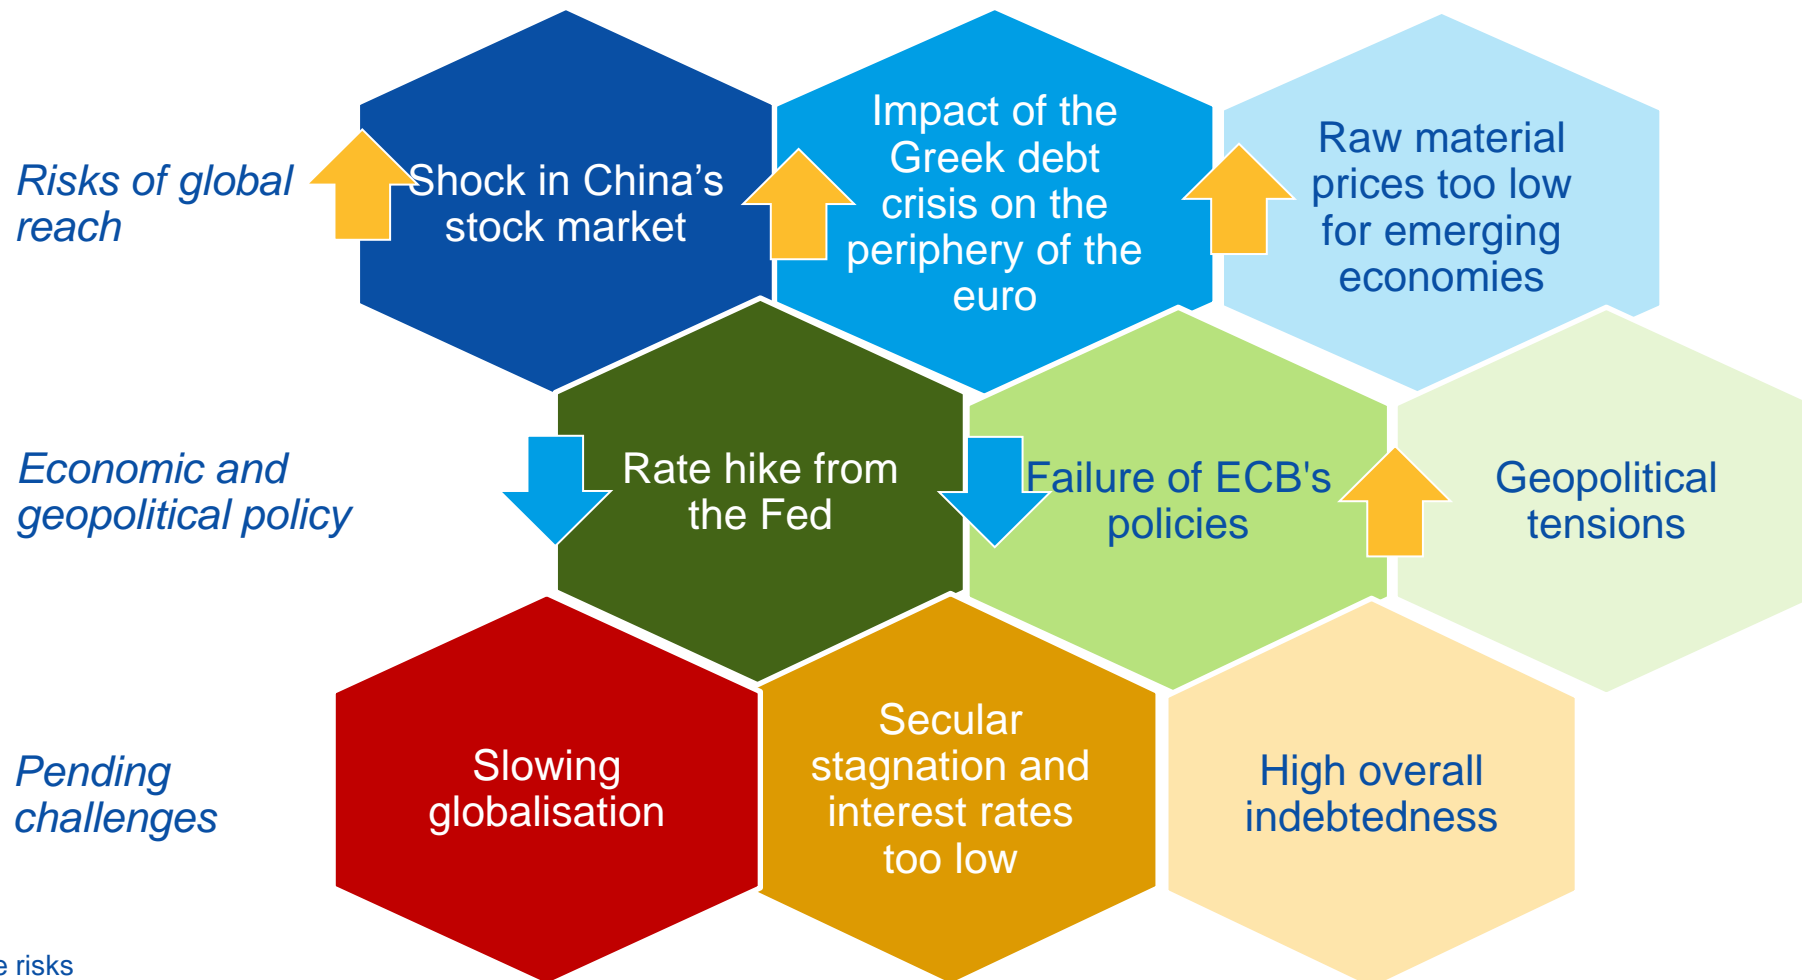 Risks of global
reach
Shock in China’s
stock market
Impact of the
Greek debt
crisis on the
periphery of the
euro
Raw material
prices too low
for emerging
economies
Economic and
geopolitical policy
Rate hike from
the Fed
Failure of ECB's
policies
Geopolitical
tensions
Pending
challenges
Slowing
globalisation
Secular
stagnation and
interest rates
too low
High overall
indebtedness
risks